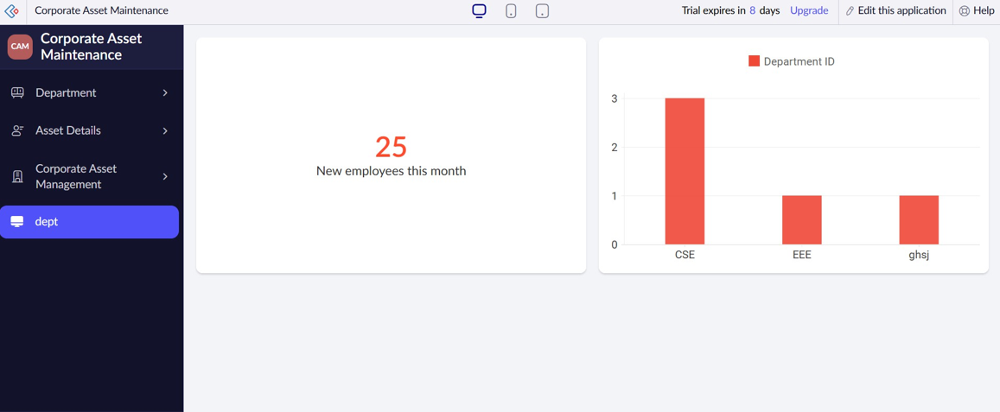 Corporate Asset Maintenance
Trial expires in 8 days Upgrade
Edit this application
Help
CAM
Corporate Asset
Maintenance
Department
Asset Details
Corporate Asset
Management
dept
25
New employees this month
Department ID
3
2
1
0
CSE EEE ghsj